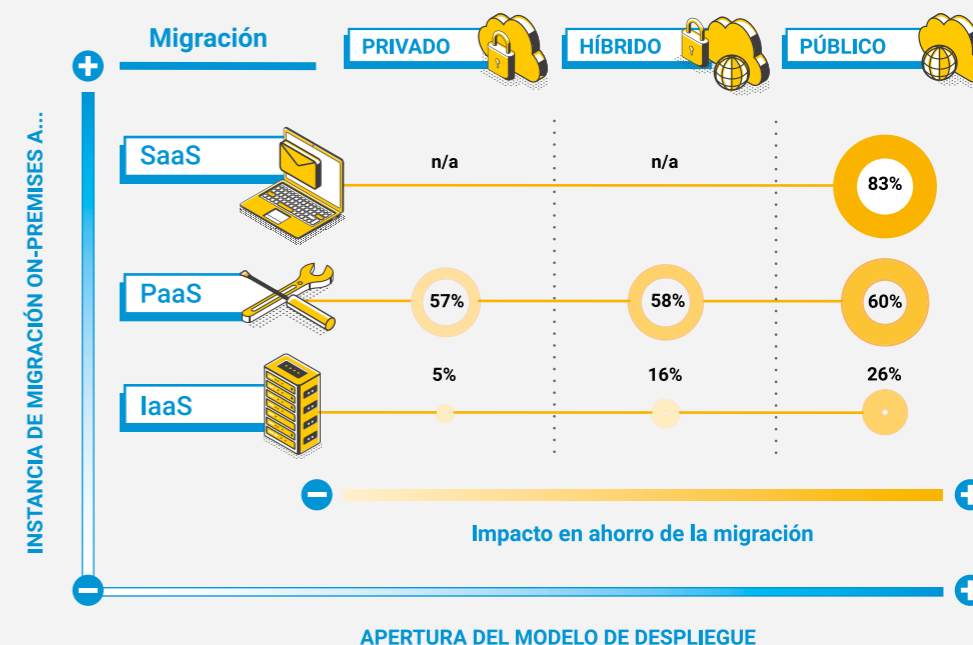 Migración
PRIVADO
HÍBRIDO
PÚBLICO
INSTANCIA DE MIGRACIÓN ON-PREMISES A...
SaaS
n/a
n/a
83%
PaaS
57%
58%
60%
IaaS
5%
16%
26%
Impacto en ahorro de la migración
APERTURA DEL MODELO DE DESPLIEGUE